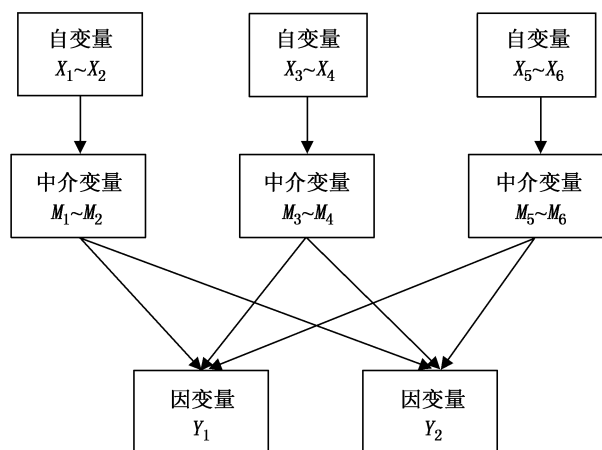 自变量
X₁~X₂
自变量
X₃~X₄
自变量
X₅~X₆
中介变量
M₁~M₂
中介变量
M₃~M₄
中介变量
M₅~M₆
因变量
Y₁
因变量
Y₂